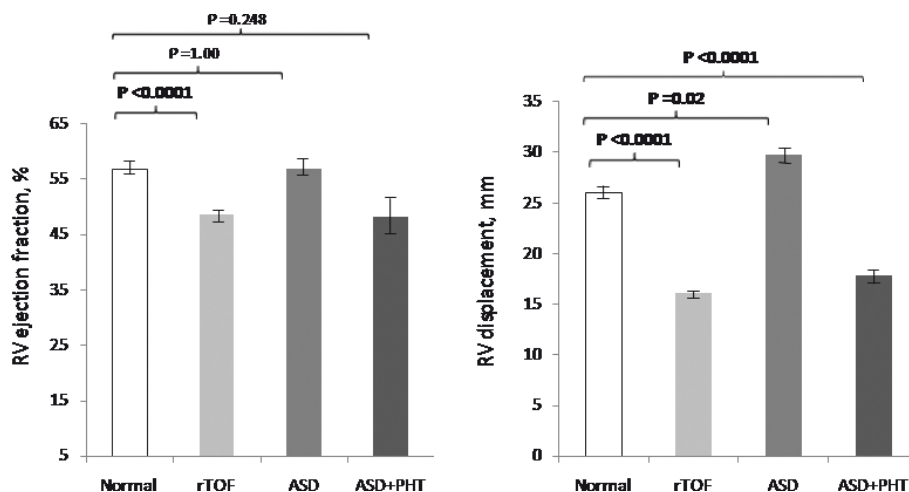 P =0.248
P =1.00
P <0.0001
65
55
45
35
25
15
5
RV ejection fraction, %
Normal rTOF ASD ASD+PHT
P <0.0001
P =0.02
P <0.0001
35
30
25
20
15
10
5
0
RV displacement, mm
Normal rTOF ASD ASD+PHT